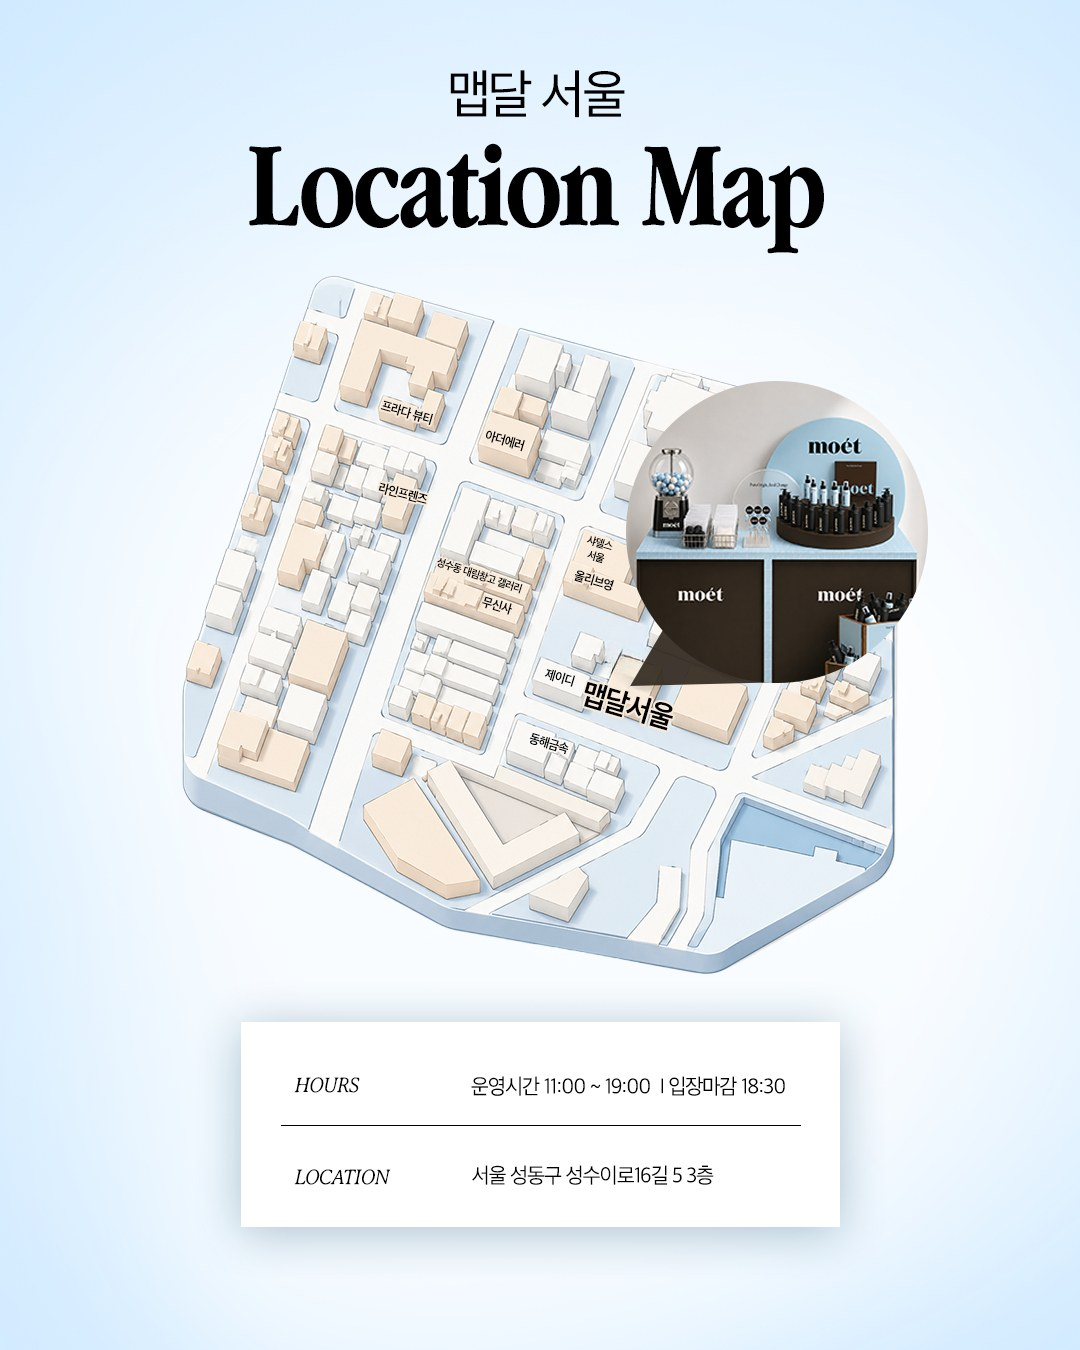 맵달 서울
Location Map
프라다 뷰티
아더에러
라인프렌즈
성수동 대림창고 갤러리
무신사
샤델스
서울
올리브영
제이디
맵달서울
동해금속
moét
moét
moét
moét
moét
HOURS
운영시간 11:00 ~ 19:00 ㅣ입장마감 18:30
LOCATION
서울 성동구 성수이로16길 5 3층